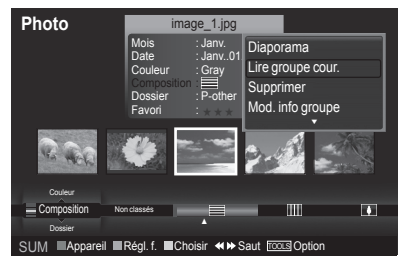 Photo
image_1.jpg
Mois : Janv.
Date : Janv..01
Couleur : Gray
Composition :
Dossier : P-other
Favori : ★★★
Diaporama
Lire groupe cour.
Supprimer
Mod. info groupe
Couleur
Composition
Dossier
Non classés
SUM Appareil Régl. f. Choisir Saut TOOLS Option